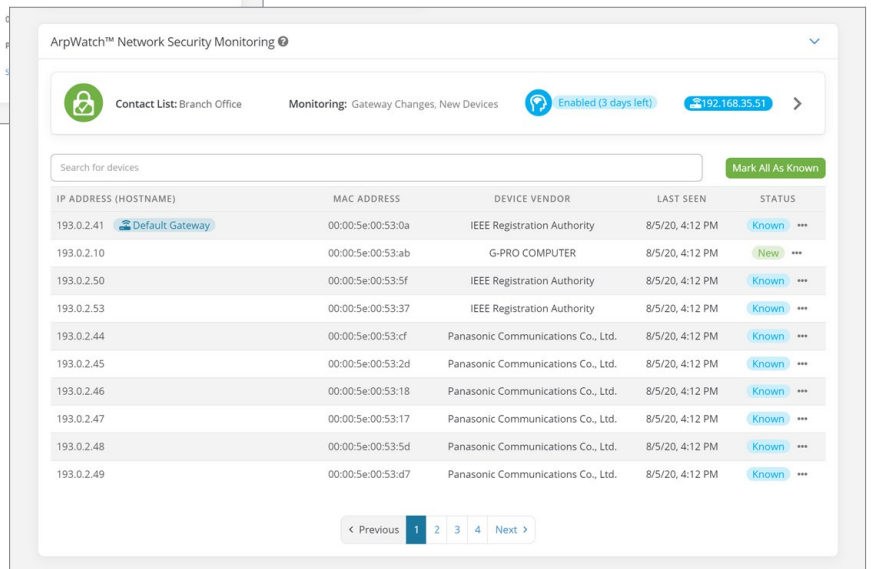 ArpWatch™ Network Security Monitoring ?
Contact List: Branch Office Monitoring: Gateway Changes, New Devices Enabled (3 days left) 192.168.35.51
Search for devices Mark All As Known
IP ADDRESS (HOSTNAME) MAC ADDRESS DEVICE VENDOR LAST SEEN STATUS
193.0.2.41 Default Gateway 00:00:5e:00:53:0a IEEE Registration Authority 8/5/20, 4:12 PM Known
193.0.2.10 00:00:5e:00:53:ab G-PRO COMPUTER 8/5/20, 4:12 PM New
193.0.2.50 00:00:5e:00:53:5f IEEE Registration Authority 8/5/20, 4:12 PM Known
193.0.2.53 00:00:5e:00:53:37 IEEE Registration Authority 8/5/20, 4:12 PM Known
193.0.2.44 00:00:5e:00:53:cf Panasonic Communications Co., Ltd. 8/5/20, 4:12 PM Known
193.0.2.45 00:00:5e:00:53:2d Panasonic Communications Co., Ltd. 8/5/20, 4:12 PM Known
193.0.2.46 00:00:5e:00:53:18 Panasonic Communications Co., Ltd. 8/5/20, 4:12 PM Known
193.0.2.47 00:00:5e:00:53:17 Panasonic Communications Co., Ltd. 8/5/20, 4:12 PM Known
193.0.2.48 00:00:5e:00:53:5d Panasonic Communications Co., Ltd. 8/5/20, 4:12 PM Known
193.0.2.49 00:00:5e:00:53:d7 Panasonic Communications Co., Ltd. 8/5/20, 4:12 PM Known
< Previous 1 2 3 4 Next >